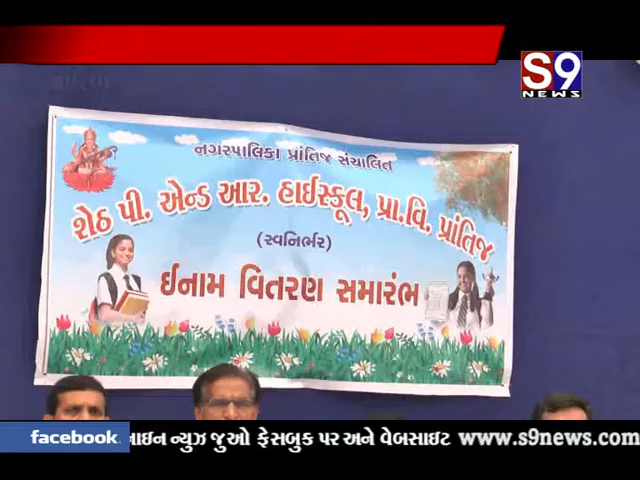 S9
NEWS
નગરપાલિકા પ્રાંતિજ સંચાલિત
શેઠ પી. એન્ડ આર. હાઈસ્કૂલ, પ્રા.વિ. પ્રાંતિજ
(સ્વનિર્ભર)
ઈનામ વિતરણ સમારંભ
facebook
નાઇન ન્યુઝ જુઓ ફેસબુક પર અને વેબસાઇટ www.s9news.com